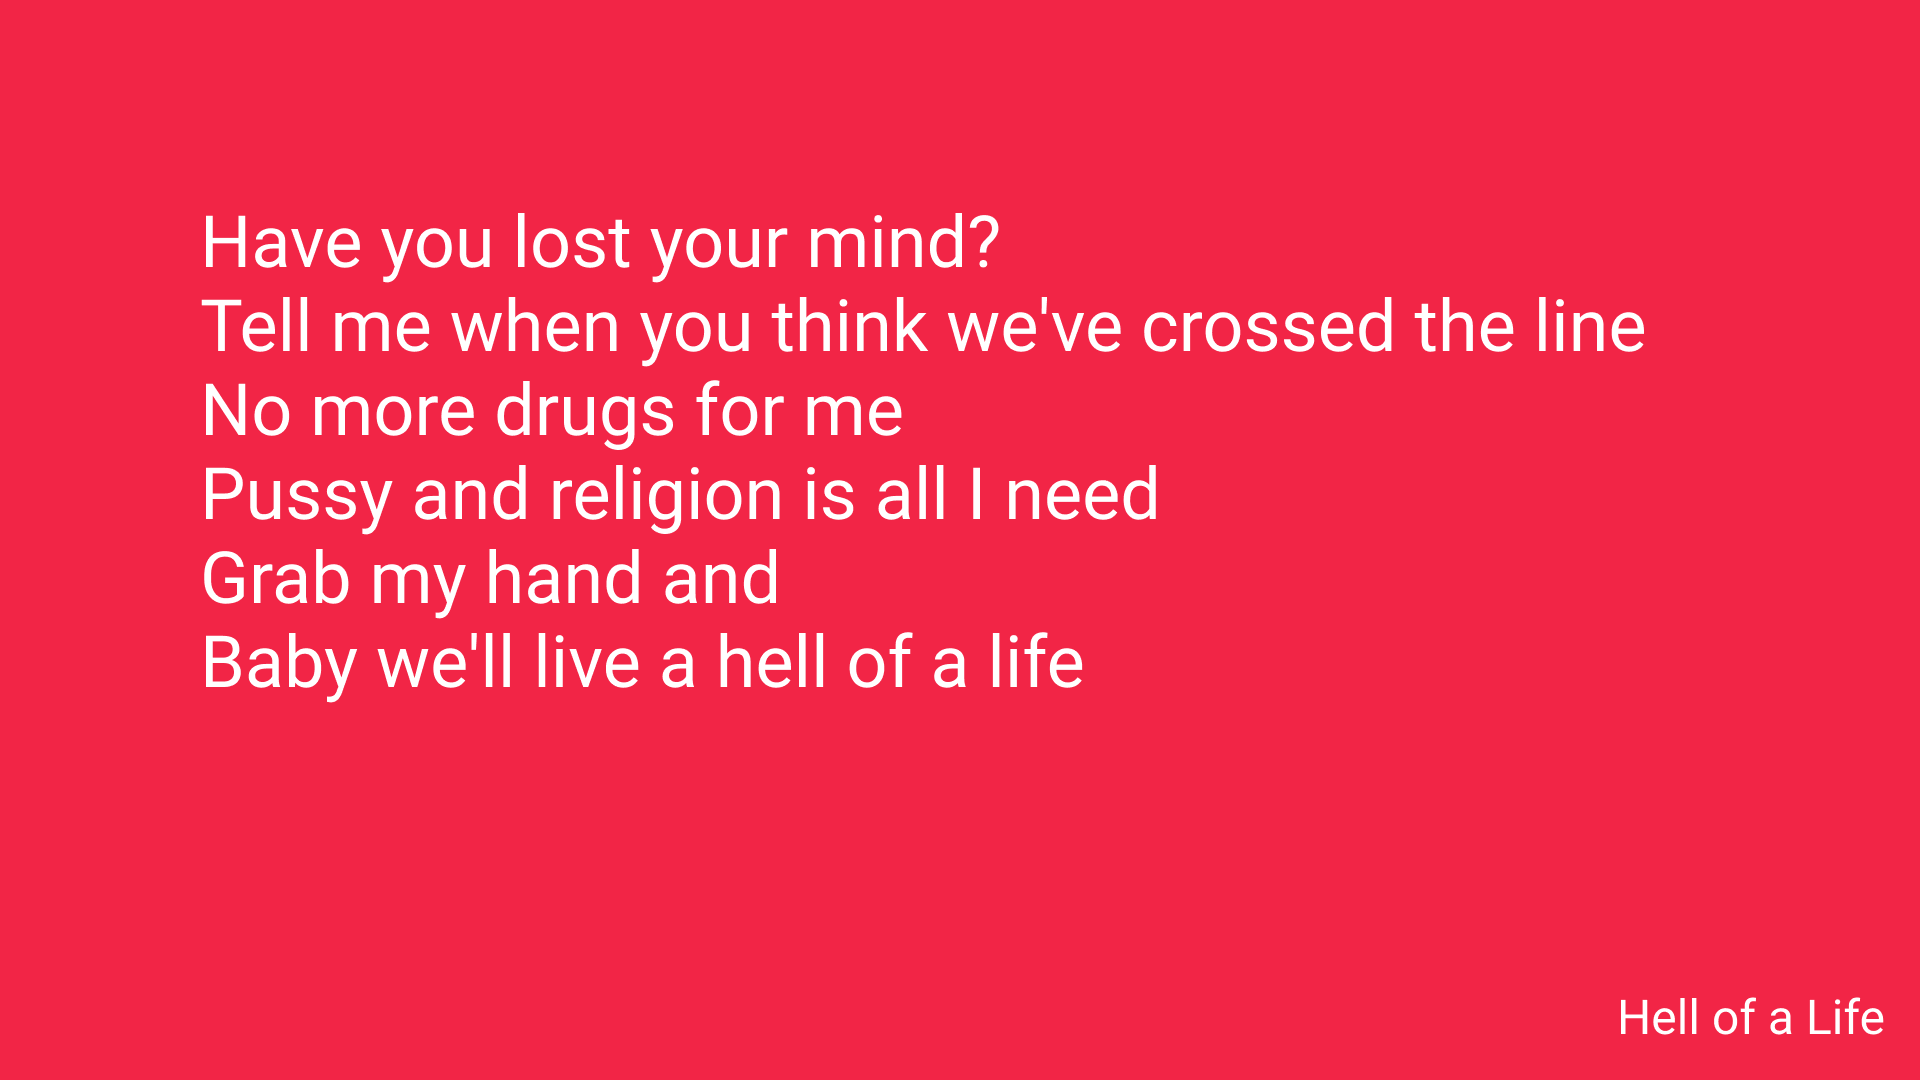 Have you lost your mind?
Tell me when you think we've crossed the line
No more drugs for me
Pussy and religion is all I need
Grab my hand and
Baby we'll live a hell of a life
Hell of a Life